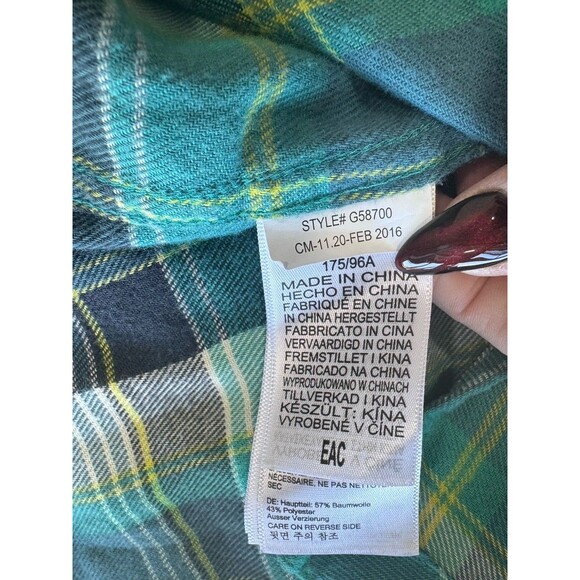 STYLE# G58700
CM-11.20-FEB 2016
175/96A
MADE IN CHINA
HECHO EN CHINA
FABRIQUÉ EN CHINE
IN CHINA HERGESTELLT
FABBRICATO IN CINA
VERVAARDIGD IN CHINA
FREMSTILLET I KINA
FABRICADO NA CHINA
WYPRODUKOWANO W CHINACH
TILLVERKAD I KINA
KÉSZÜLT: KÍNA
VYROBENÉ V ČÍNE
EAC
NÉCESSAIRE, NE PAS NETTOYER
SEC
DE: Hauptteil: 57% Baumwolle
43% Polyester
Ausser Verzierung
CARE ON REVERSE SIDE
뒷면 주의 참조